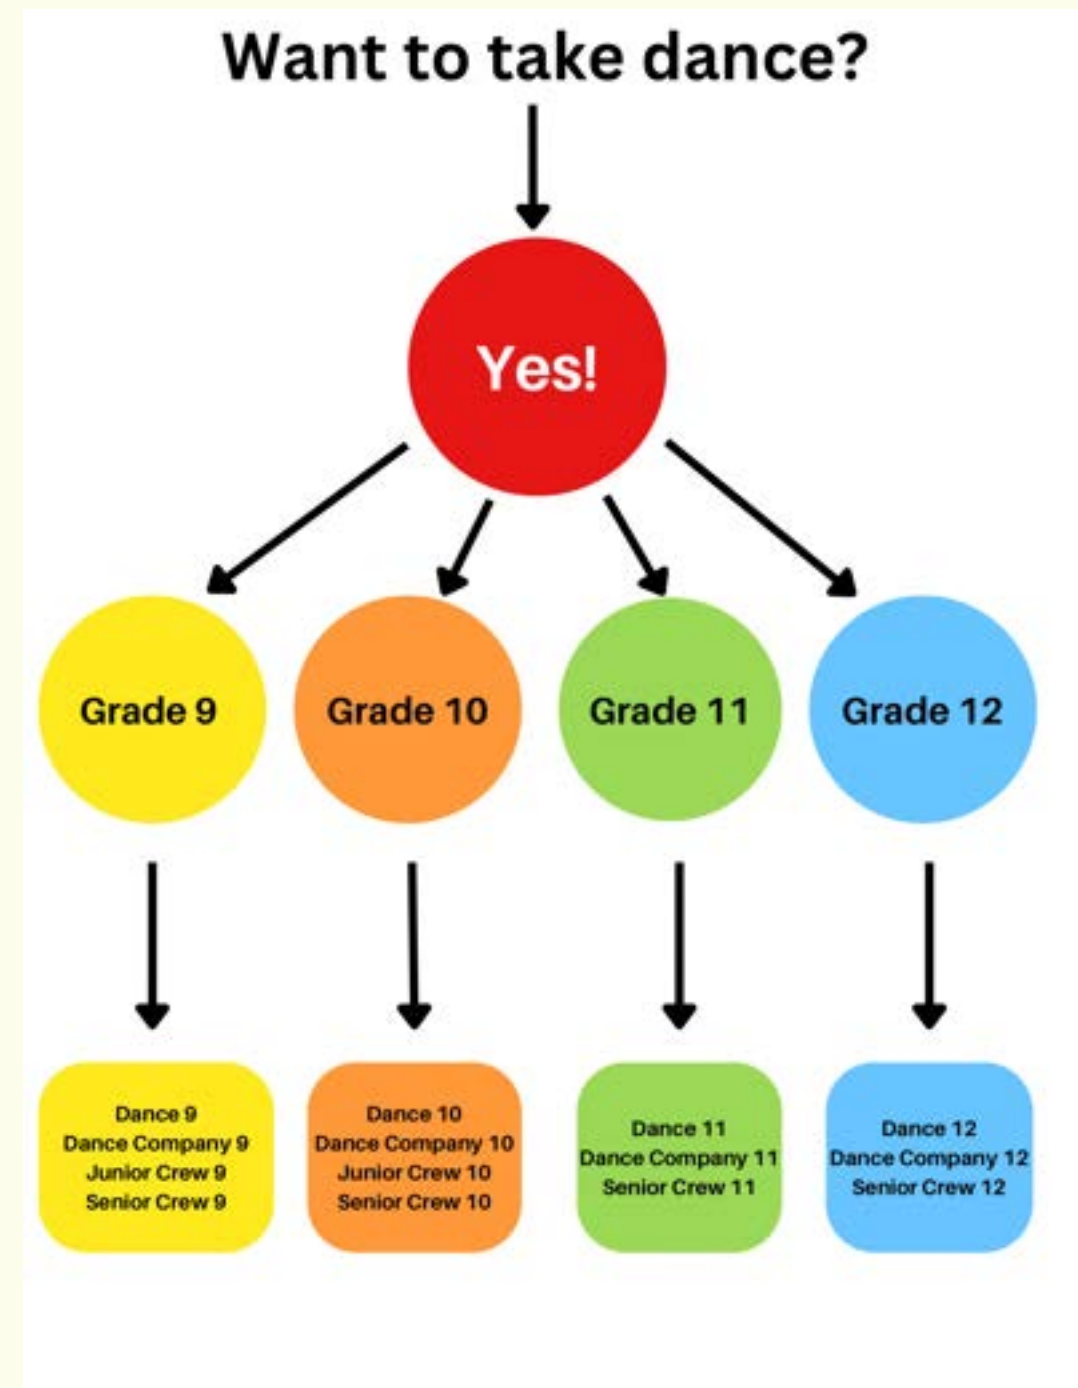 Want to take dance?
Yes!
Grade 9
Grade 10
Grade 11
Grade 12
Dance 9
Dance Company 9
Junior Crew 9
Senior Crew 9
Dance 10
Dance Company 10
Junior Crew 10
Senior Crew 10
Dance 11
Dance Company 11
Senior Crew 11
Dance 12
Dance Company 12
Senior Crew 12